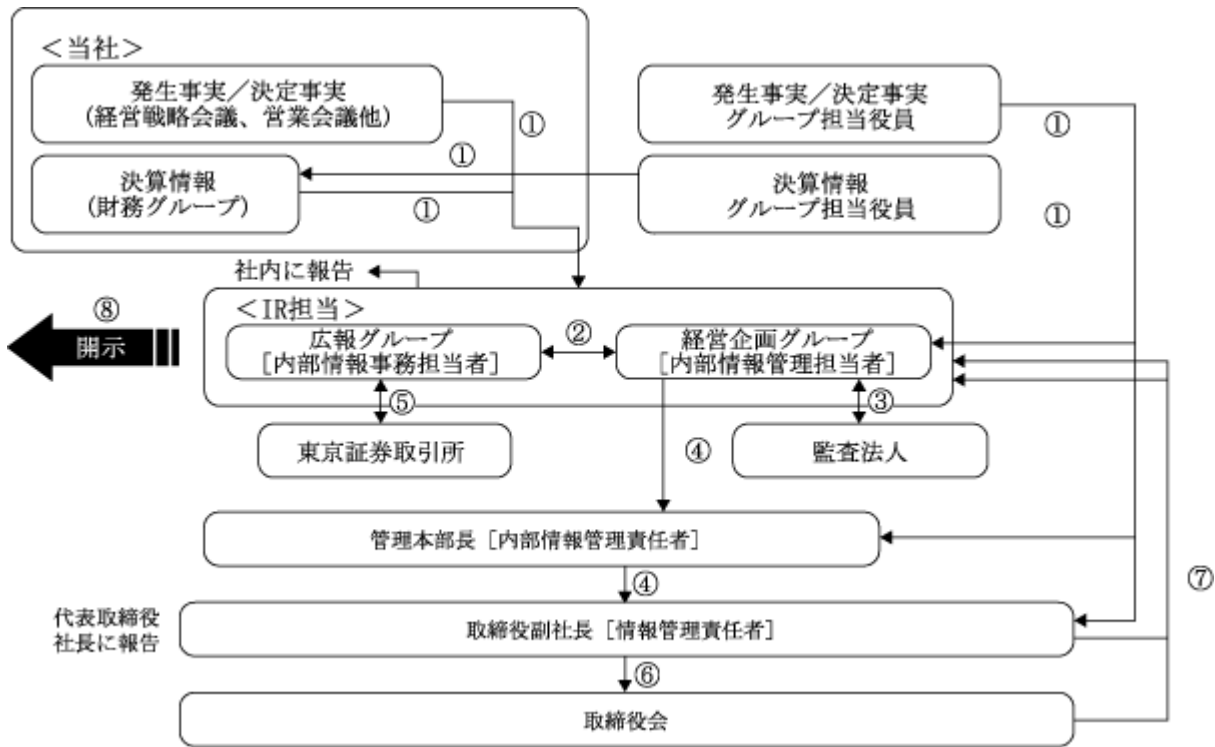 ＜当社＞
発生事実／決定事実
(経営戦略会議、営業会議他)
①
発生事実／決定事実
グループ担当役員
①
①
決算情報
(財務グループ)
①
決算情報
グループ担当役員
①
社内に報告
⑧
開示
＜IR担当＞
広報グループ
［内部情報事務担当者］
②
経営企画グループ
［内部情報管理担当者］
⑤
③
東京証券取引所
④
監査法人
管理本部長［内部情報管理責任者］
④
⑦
代表取締役
社長に報告
取締役副社長［情報管理責任者］
⑥
取締役会